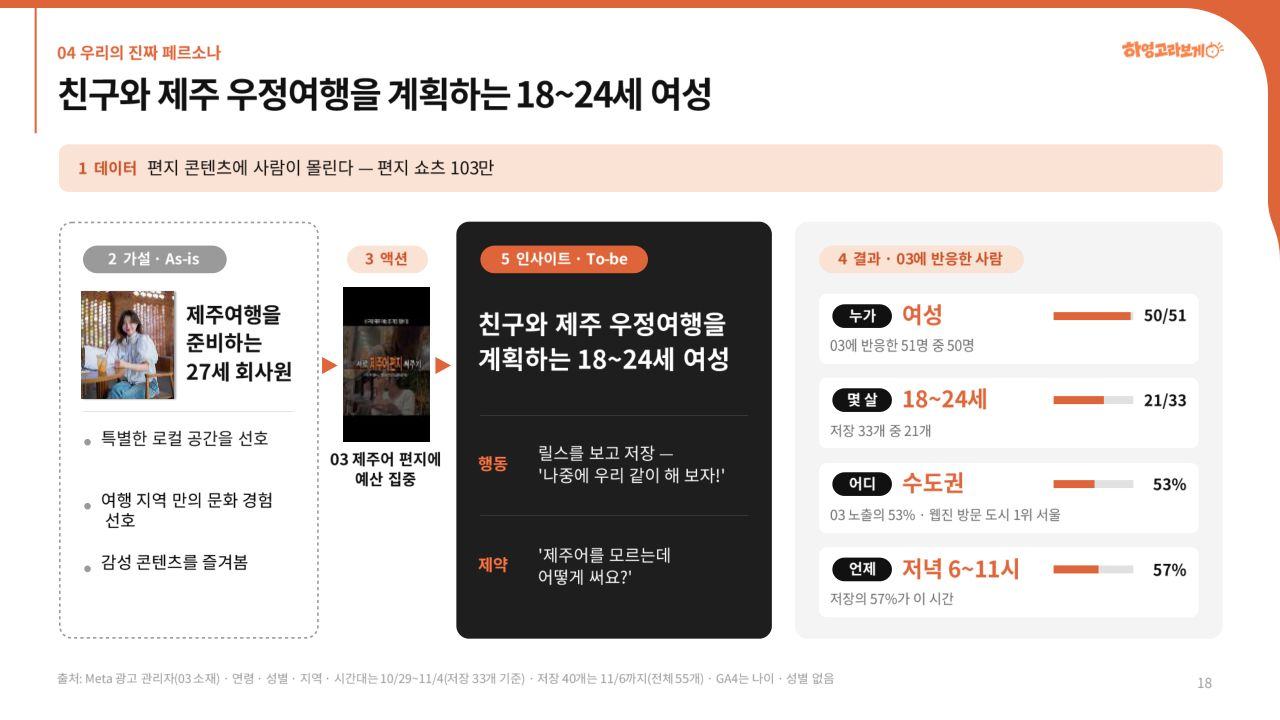 04 우리의 진짜 페르소나
하영고라보게
친구와 제주 우정여행을 계획하는 18~24세 여성
1 데이터 편지 콘텐츠에 사람이 몰린다 — 편지 쇼츠 103만
2 가설 · As-is
제주여행을
준비하는
27세 회사원
특별한 로컬 공간을 선호
여행 지역 만의 문화 경험
선호
감성 콘텐츠를 즐겨봄
3 액션
제주어편지
03 제주어 편지에
예산 집중
5 인사이트 · To-be
친구와 제주 우정여행을
계획하는 18~24세 여성
행동
릴스를 보고 저장 —
'나중에 우리 같이 해 보자!'
제약
'제주어를 모르는데
어떻게 써요?'
4 결과 · 03에 반응한 사람
누가 여성 50/51
03에 반응한 51명 중 50명
몇 살 18~24세 21/33
저장 33개 중 21개
어디 수도권 53%
03 노출의 53% · 웹진 방문 도시 1위 서울
언제 저녁 6~11시 57%
저장의 57%가 이 시간
출처: Meta 광고 관리자(03 소재) · 연령 · 성별 · 지역 · 시간대는 10/29~11/4(저장 33개 기준) · 저장 40개는 11/6까지(전체 55개) · GA4는 나이 · 성별 없음
18